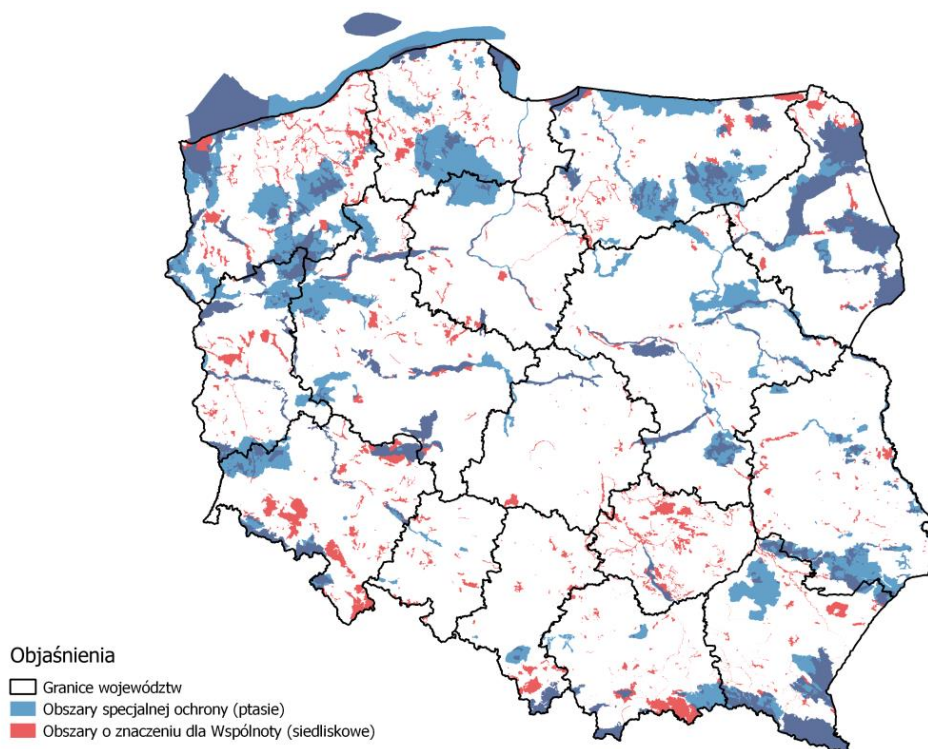 Objaśnienia
Granice województw
Obszary specjalnej ochrony (ptasie)
Obszary o znaczeniu dla Wspólnoty (siedliskowe)